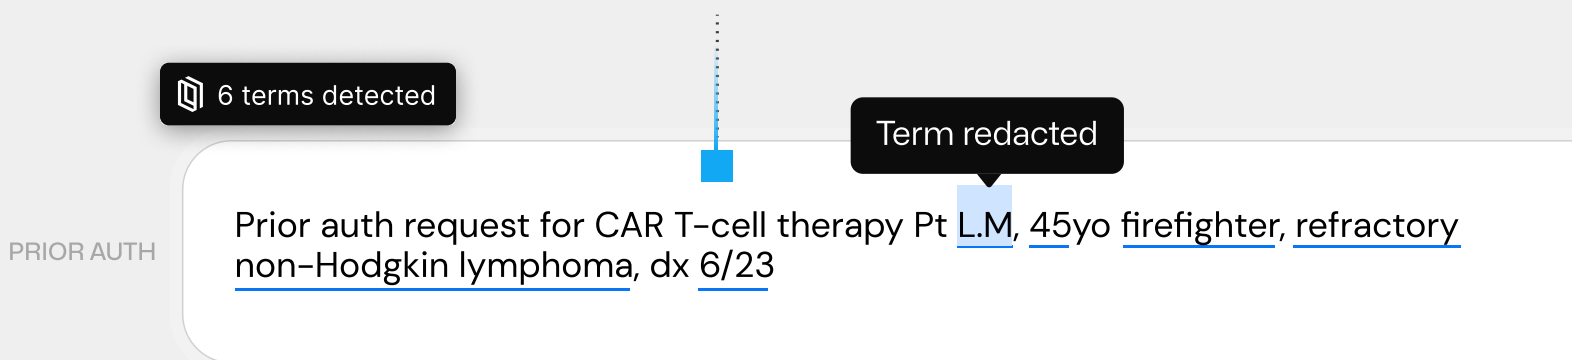 6 terms detected
Term redacted
PRIOR AUTH
Prior auth request for CAR T-cell therapy Pt L.M, 45yo firefighter, refractory
non-Hodgkin lymphoma, dx 6/23